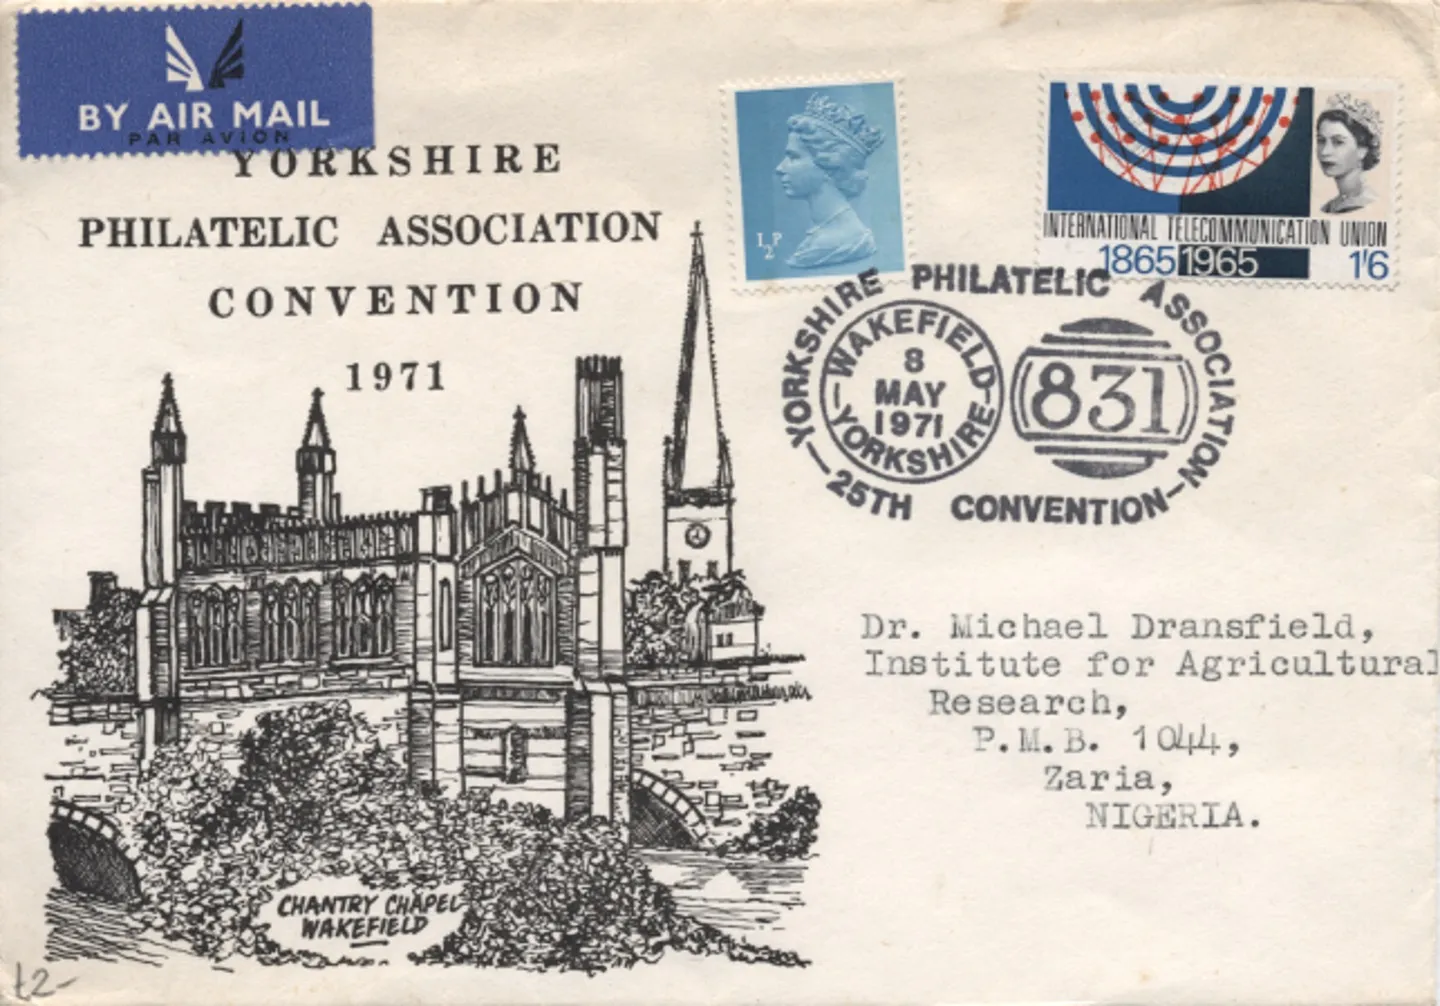 BY AIR MAIL
PAR AVION
YORKSHIRE
PHILATELIC ASSOCIATION
CONVENTION
1971
½P
INTERNATIONAL TELECOMMUNICATION UNION
1865 1965
1'6
YORKSHIRE PHILATELIC ASSOCIATION
—25TH CONVENTION—
WAKEFIELD
8
MAY
1971
YORKSHIRE
831
Dr. Michael Dransfield,
Institute for Agricultural
Research,
P.M.B. 1044,
Zaria,
NIGERIA.
CHANTRY CHAPEL
WAKEFIELD
£2-